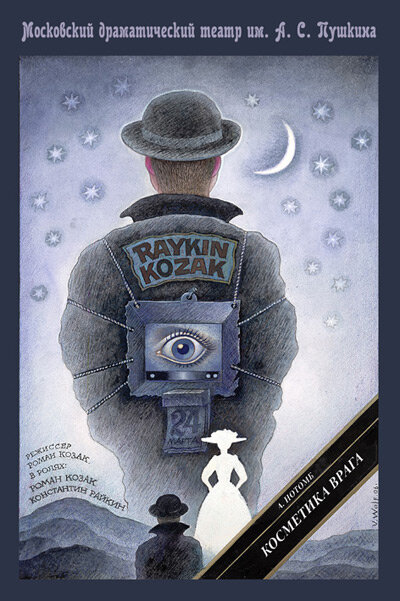 Московский драматический театр им. А. С. Пушкина
RAYKIN
KOZAK
24
МАРТА
РЕЖИССЕР
РОМАН КОЗАК
В РОЛЯХ:
РОМАН КОЗАК
КОНСТАНТИН РАЙКИН
А. НОТОМБ
КОСМЕТИКА ВРАГА